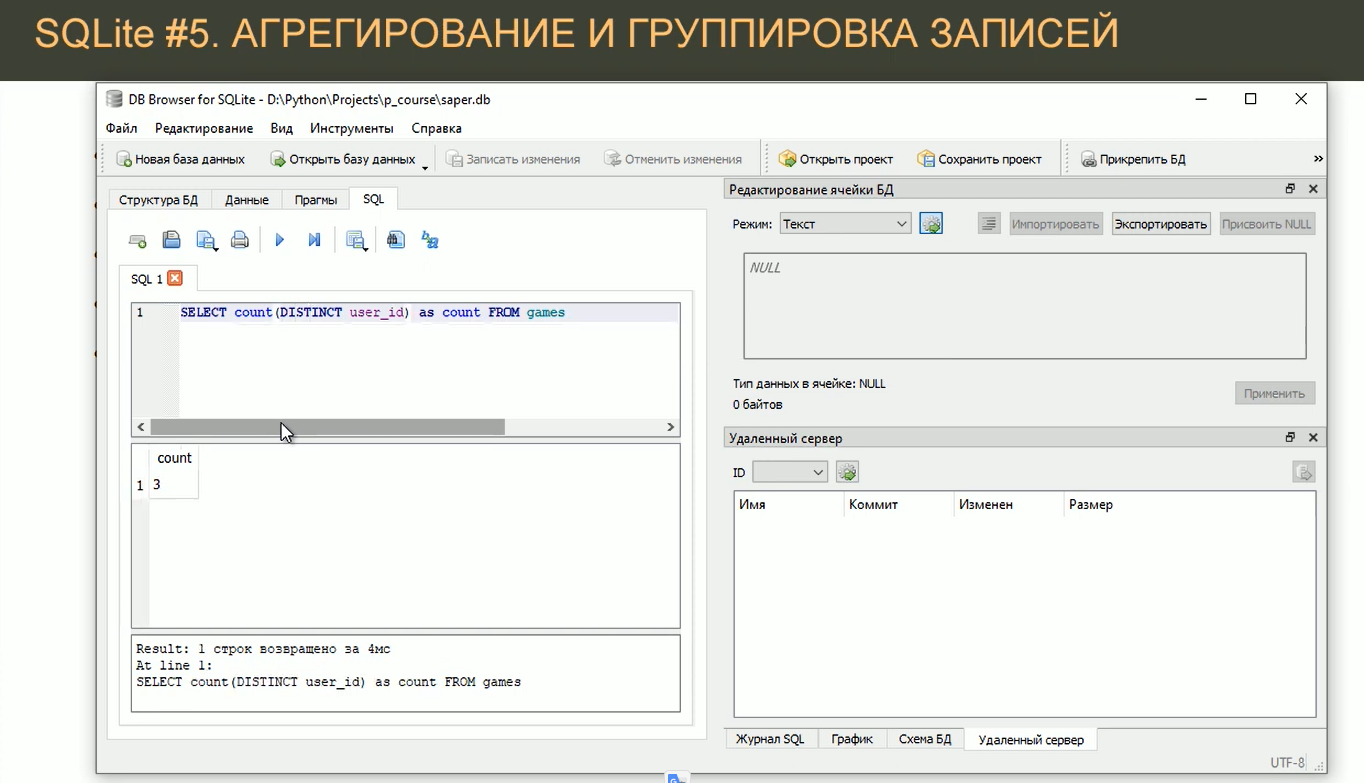 SQLite #5. АГРЕГИРОВАНИЕ И ГРУППИРОВКА ЗАПИСЕЙ
DB Browser for SQLite - D:\Python\Projects\p_course\saper.db
Файл Редактирование Вид Инструменты Справка
Новая база данных Открыть базу данных Записать изменения Отменить изменения Открыть проект Сохранить проект Прикрепить БД »
Структура БД Данные Прагмы SQL
SQL 1
1 SELECT count(DISTINCT user_id) as count FROM games
count
1 3
Result: 1 строк возвращено за 4мс
At line 1:
SELECT count(DISTINCT user_id) as count FROM games
Редактирование ячейки БД
Режим: Текст Импортировать Экспортировать Присвоить NULL
NULL
Тип данных в ячейке: NULL
0 байтов
Применить
Удаленный сервер
ID
Имя Коммит Изменен Размер
Журнал SQL График Схема БД Удаленный сервер
UTF-8